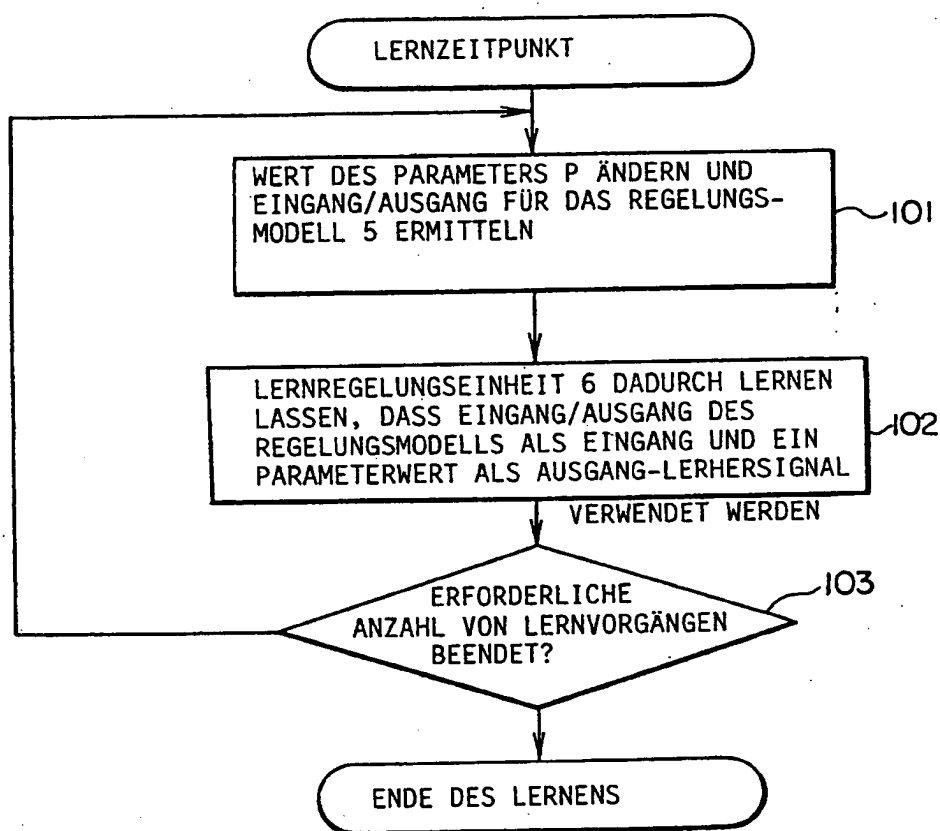 LERNZEITPUNKT
WERT DES PARAMETERS P ÄNDERN UND
EINGANG/AUSGANG FÜR DAS REGELUNGS-
MODELL 5 ERMITTELN
101
LERNREGELUNGSEINHEIT 6 DADURCH LERNEN
LASSEN, DASS EINGANG/AUSGANG DES
REGELUNGSMODELLS ALS EINGANG UND EIN
PARAMETERWERT ALS AUSGANG-LERHERSIGNAL
102
VERWENDET WERDEN
ERFORDERLICHE
ANZAHL VON LERNVORGÄNGEN
BEENDET?
103
ENDE DES LERNENS